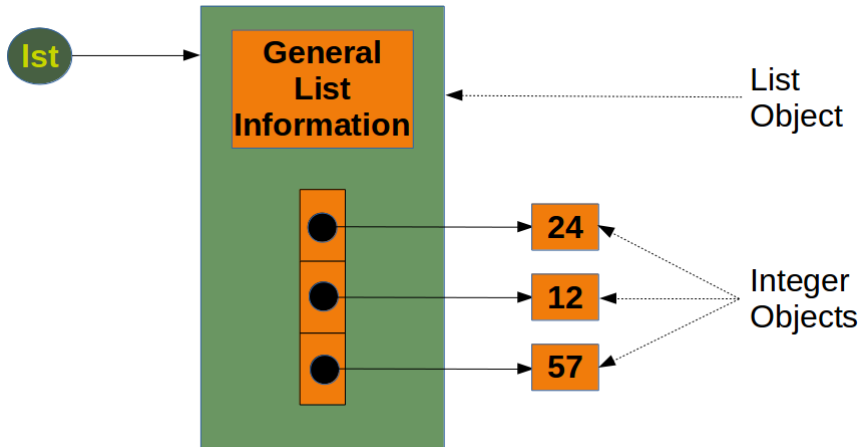 lst
General
List
Information
List
Object
24
12
57
Integer
Objects